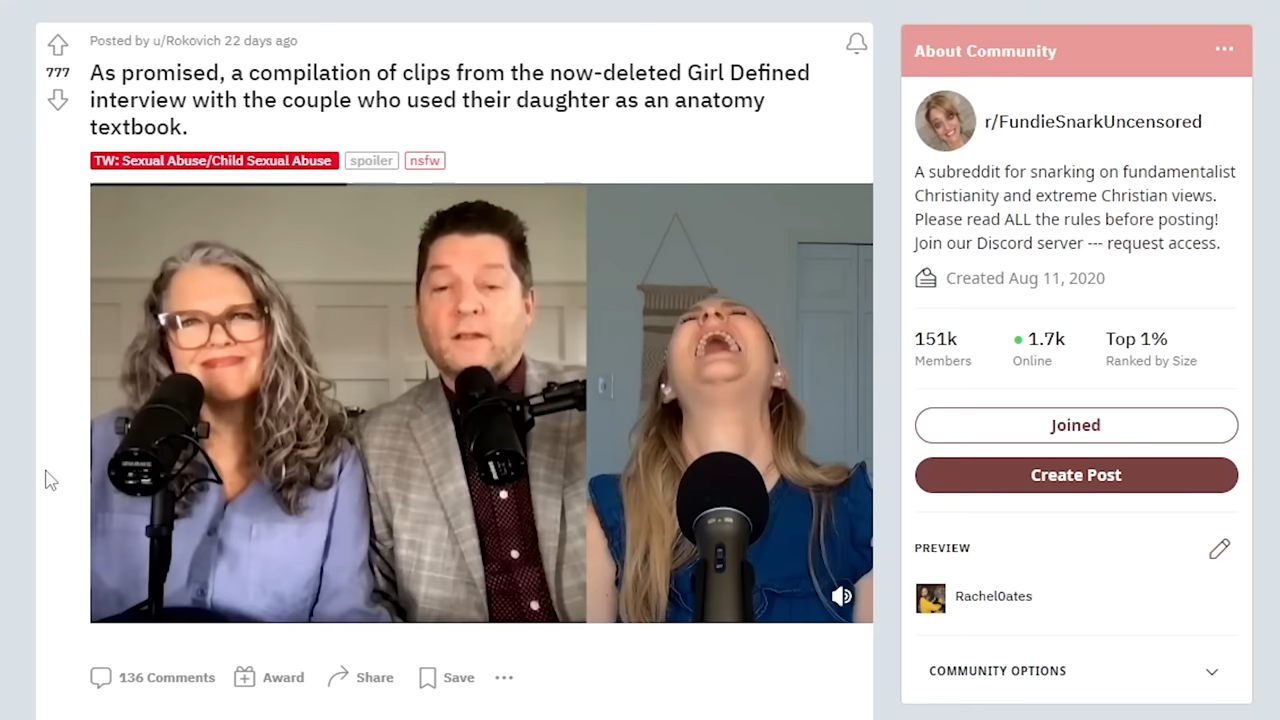 Posted by u/Rokovich 22 days ago
777
As promised, a compilation of clips from the now-deleted Girl Defined
interview with the couple who used their daughter as an anatomy
textbook.
TW: Sexual Abuse/Child Sexual Abuse spoiler nsfw
136 Comments Award Share Save
About Community
r/FundieSnarkUncensored
A subreddit for snarking on fundamentalist
Christianity and extreme Christian views.
Please read ALL the rules before posting!
Join our Discord server --- request access.
Created Aug 11, 2020
151k 1.7k Top 1%
Members Online Ranked by Size
Joined
Create Post
PREVIEW
Rachel0ates
COMMUNITY OPTIONS